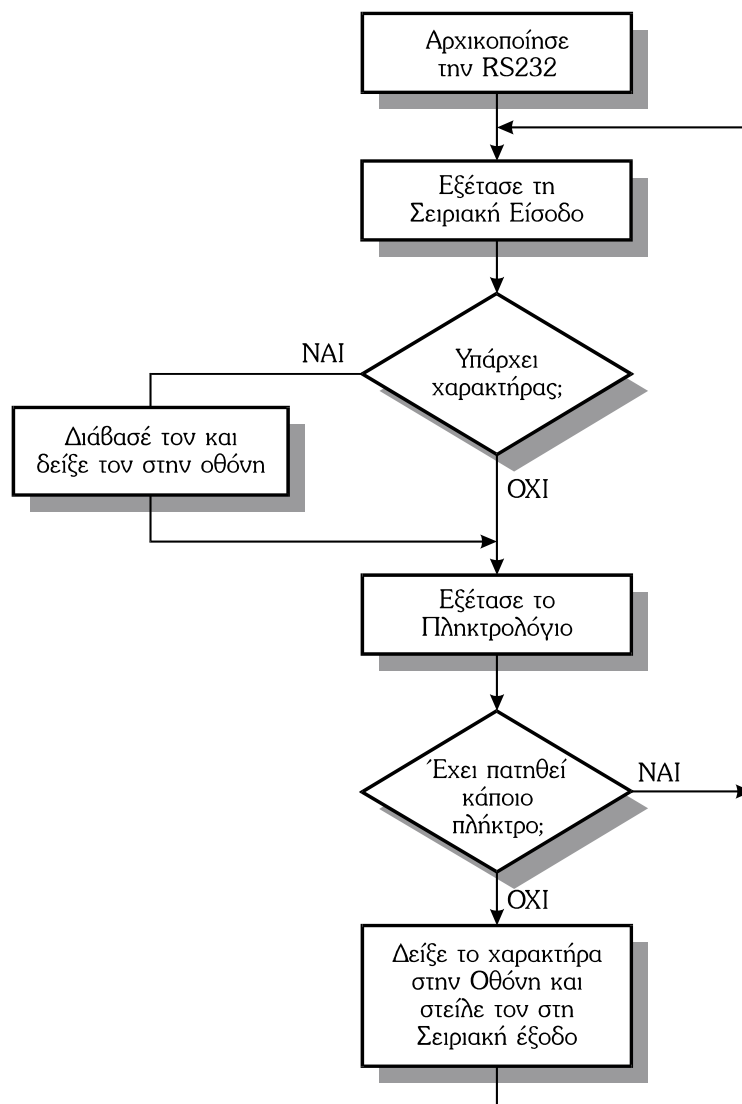 Αρχικοποίησε
την RS232
Εξέτασε τη
Σειριακή Είσοδο
ΝΑΙ
Υπάρχει
χαρακτήρας;
Διάβασέ τον και
δείξε τον στην οθόνη
ΟΧΙ
Εξέτασε το
Πληκτρολόγιο
Έχει πατηθεί
κάποιο
πλήκτρο;
ΝΑΙ
ΟΧΙ
Δείξε το χαρακτήρα
στην Οθόνη και
στείλε τον στη
Σειριακή έξοδο